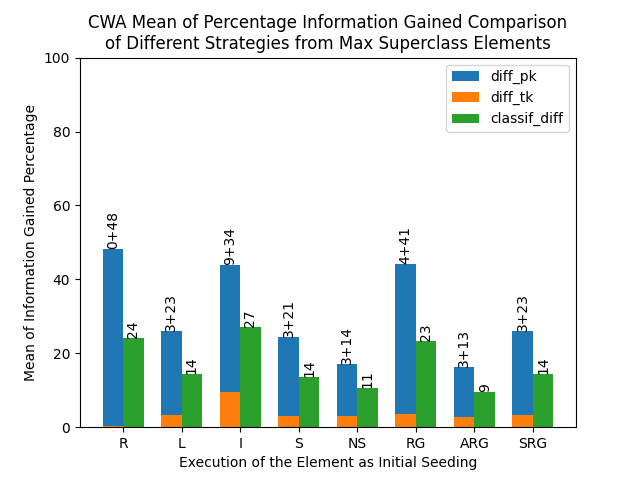 CWA Mean of Percentage Information Gained Comparison
of Different Strategies from Max Superclass Elements
Mean of Information Gained Percentage
100
80
60
40
20
0
diff_pk
diff_tk
classif_diff
0+48
24
3+23
14
9+34
27
3+21
14
3+14
11
4+41
23
3+13
9
3+23
14
R L I S NS RG ARG SRG
Execution of the Element as Initial Seeding